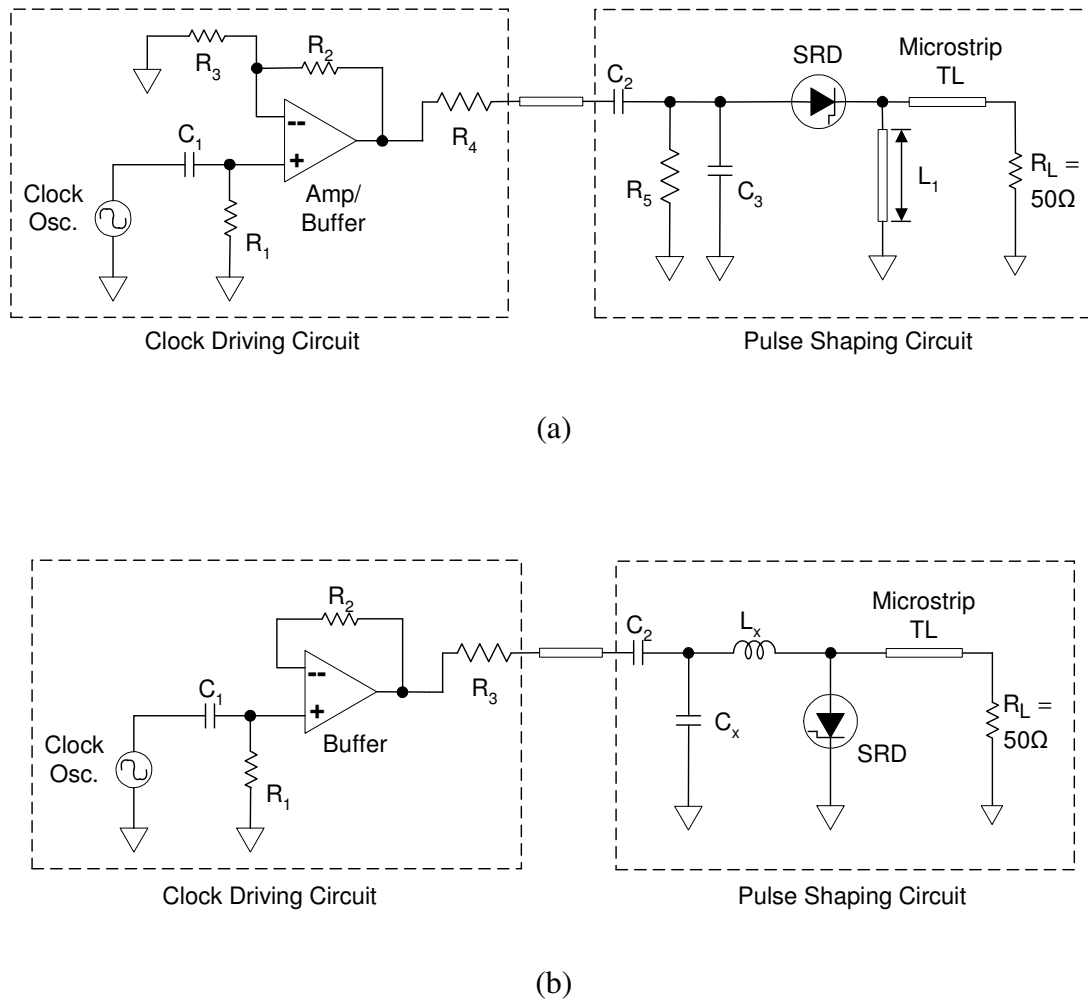 R₃
R₂
C₁
--
+
Clock
Osc.
R₁
Amp/
Buffer
R₄
Clock Driving Circuit
C₂
R₅
C₃
SRD
Microstrip
TL
L₁
R_L =
50Ω
Pulse Shaping Circuit
(a)
R₂
C₁
--
+
Clock
Osc.
R₁
Buffer
R₃
Clock Driving Circuit
C₂
Lₓ
Cₓ
SRD
Microstrip
TL
R_L =
50Ω
Pulse Shaping Circuit
(b)